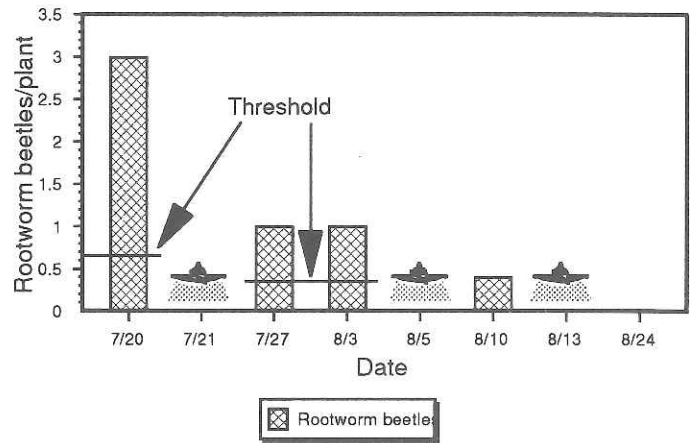 Rootworm beetles/plant
3.5
3
2.5
2
1.5
1
0.5
0
Threshold
7/20 7/21 7/27 8/3 8/5 8/10 8/13 8/24
Date
Rootworm beetles